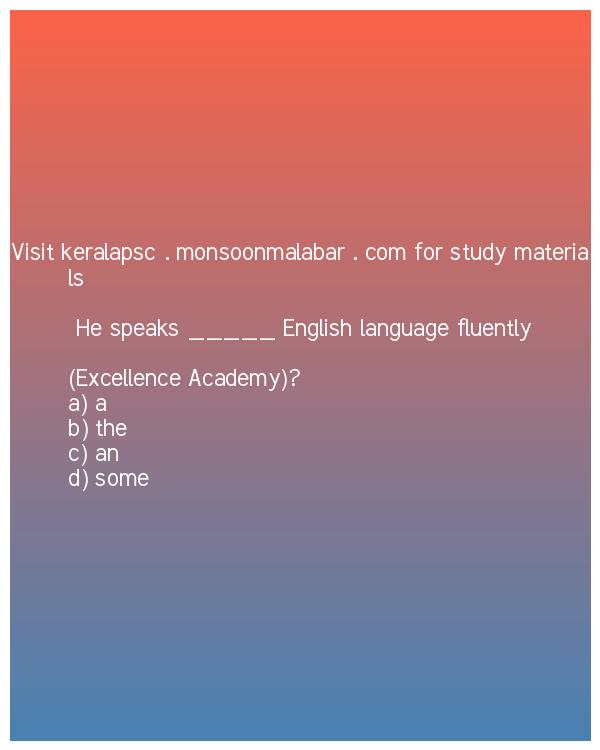 Visit keralapsc . monsoonmalabar . com for study materia
ls
He speaks _____ English language fluently
(Excellence Academy)?
a) a
b) the
c) an
d) some